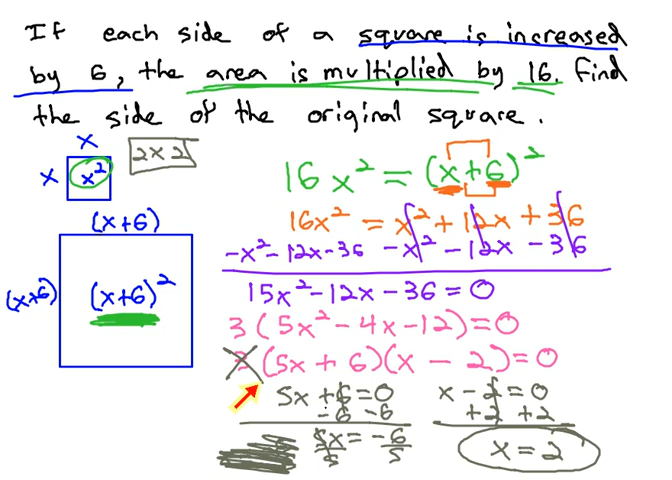 If each side of a square is increased
by 6, the area is multiplied by 16. Find
the side of the original square.
x
x
x²
2x2
16x² = (x+6)²
(x+6)
(x+6)
(x+6)²
16x² = x² + 12x + 36
-x² - 12x - 36 - x² - 12x - 36
15x² - 12x - 36 = 0
3(5x² - 4x - 12) = 0
3(5x + 6)(x - 2) = 0
5x + 6 = 0
-6 -6
5x = -6
5 5
x - 2 = 0
+2 +2
x = 2